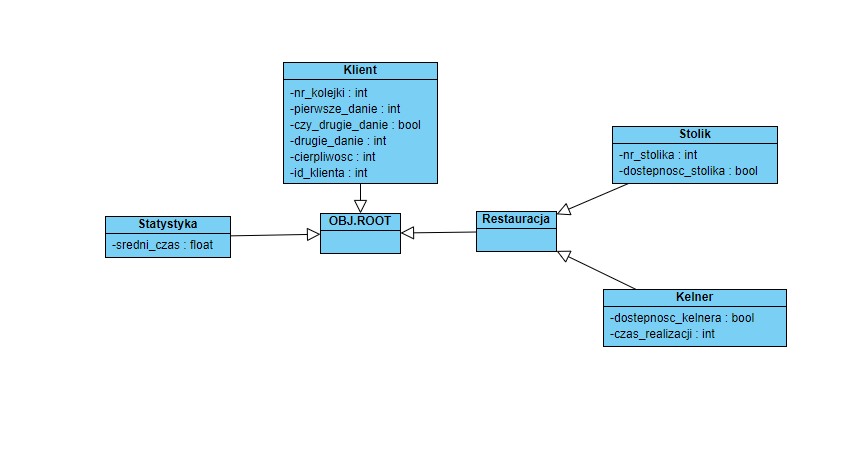 Klient
-nr_kolejki : int
-pierwsze_danie : int
-czy_drugie_danie : bool
-drugie_danie : int
-cierpliwosc : int
-id_klienta : int
Stolik
-nr_stolika : int
-dostepnosc_stolika : bool
Statystyka
-sredni_czas : float
OBJ.ROOT
Restauracja
Kelner
-dostepnosc_kelnera : bool
-czas_realizacji : int